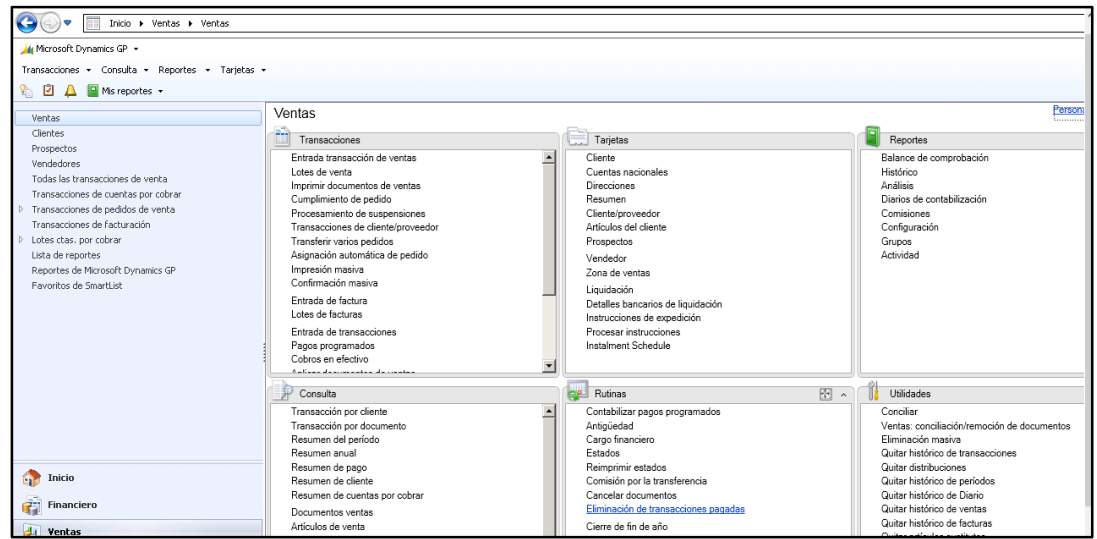 Inicio Ventas Ventas
Microsoft Dynamics GP
Transacciones Consulta Reportes Tarjetas
Mis reportes
Ventas
Clientes
Prospectos
Vendedores
Todas las transacciones de venta
Transacciones de cuentas por cobrar
Transacciones de pedidos de venta
Transacciones de facturación
Lotes ctas. por cobrar
Lista de reportes
Reportes de Microsoft Dynamics GP
Favoritos de SmartList
Inicio
Financiero
Ventas
Ventas
Persona
Transacciones
Entrada transacción de ventas
Lotes de venta
Imprimir documentos de ventas
Cumplimiento de pedido
Procesamiento de suspensiones
Transacciones de cliente/proveedor
Transferir varios pedidos
Asignación automática de pedido
Impresión masiva
Confirmación masiva
Entrada de factura
Lotes de facturas
Entrada de transacciones
Pagos programados
Cobros en efectivo
Tarjetas
Cliente
Cuentas nacionales
Direcciones
Resumen
Cliente/proveedor
Artículos del cliente
Prospectos
Vendedor
Zona de ventas
Liquidación
Detalles bancarios de liquidación
Instrucciones de expedición
Procesar instrucciones
Instalment Schedule
Reportes
Balance de comprobación
Histórico
Análisis
Diarios de contabilización
Comisiones
Configuración
Grupos
Actividad
Consulta
Transacción por cliente
Transacción por documento
Resumen del período
Resumen anual
Resumen de pago
Resumen de cliente
Resumen de cuentas por cobrar
Documentos ventas
Artículos de venta
Rutinas
Contabilizar pagos programados
Antigüedad
Cargo financiero
Estados
Reimprimir estados
Comisión por la transferencia
Cancelar documentos
Eliminación de transacciones pagadas
Cierre de fin de año
Utilidades
Conciliar
Ventas: conciliación/remoción de documentos
Eliminación masiva
Quitar histórico de transacciones
Quitar distribuciones
Quitar histórico de períodos
Quitar histórico de Diario
Quitar histórico de ventas
Quitar histórico de facturas